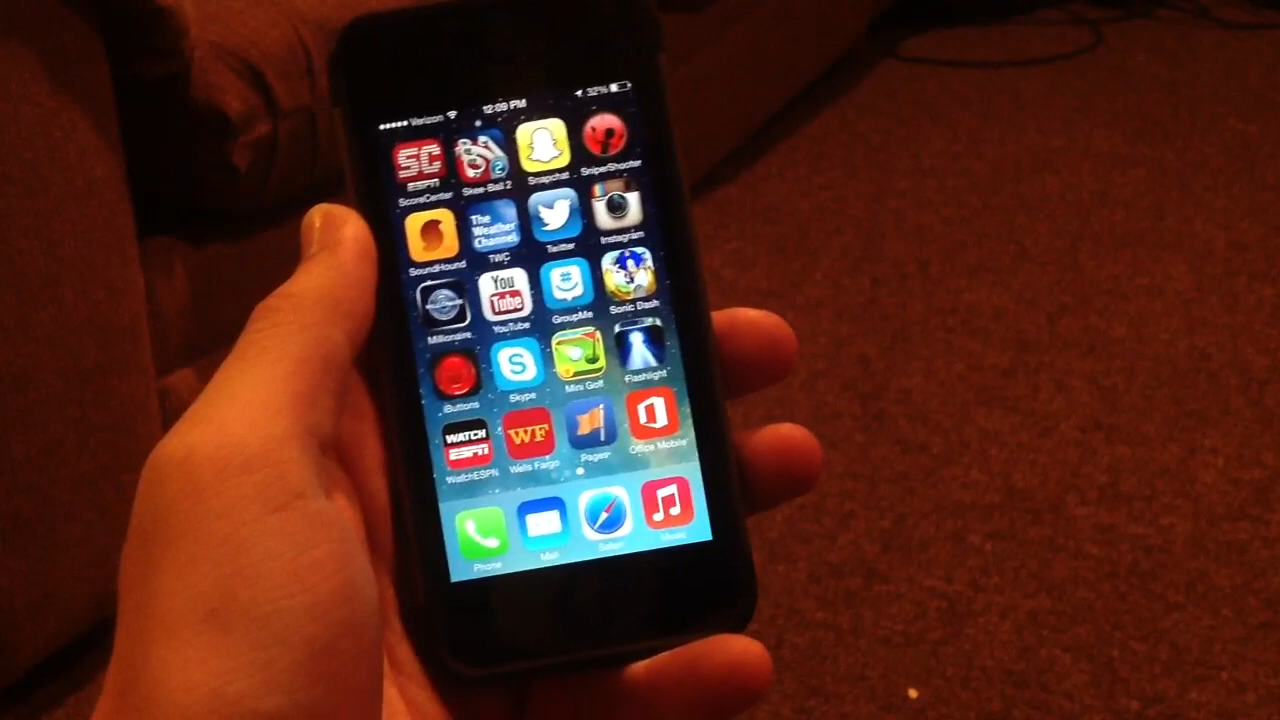 Verizon 12:09 PM 32%
SC
ESPN
2
ScoreCenter Skee-Ball 2 Snapchat SniperShooter
The
Weather
Channel
SoundHound TWC Twitter Instagram
You
Tube
Millionaire YouTube GroupMe Sonic Dash
S
iButtons Skype Mini Golf Flashlight
WATCH
ESPN
WF
WatchESPN Wells Fargo Pages Office Mobile
Phone Mail Safari Music